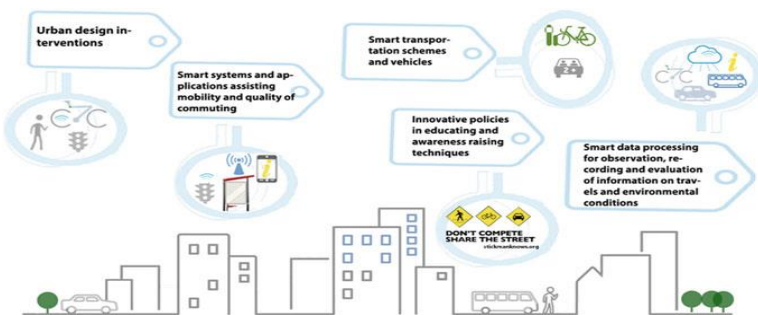 Urban design in-
terventions
Smart systems and ap-
plications assisting
mobility and quality of
commuting
Smart transpor-
tation schemes
and vehicles
Innovative policies
in educating and
awareness raising
techniques
Smart data processing
for observation, re-
cording and evaluation
of information on trav-
els and environmental
conditions
i
i
DON'T COMPETE
SHARE THE STREET
stickmanknows.org